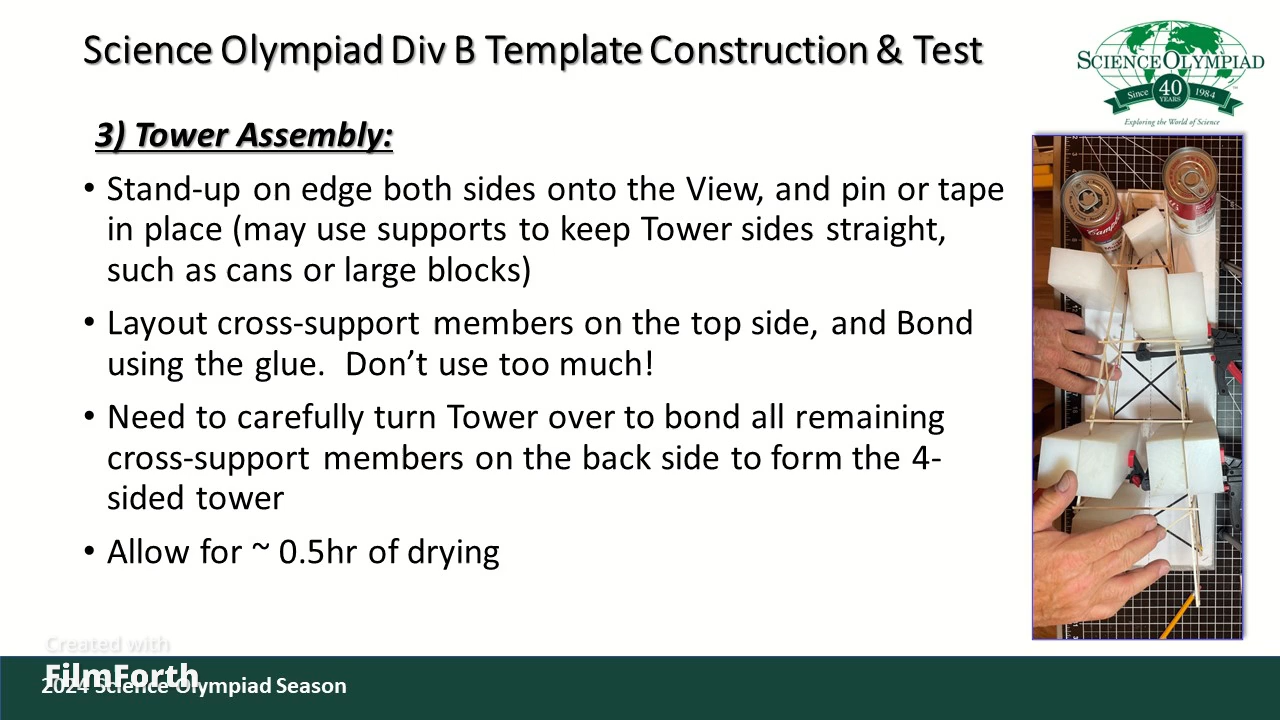 Science Olympiad Div B Template Construction & Test
SCIENCE OLYMPIAD
Since 40 YEARS 1984
Exploring the World of Science
3) Tower Assembly:
• Stand-up on edge both sides onto the View, and pin or tape
in place (may use supports to keep Tower sides straight,
such as cans or large blocks)
• Layout cross-support members on the top side, and Bond
using the glue. Don’t use too much!
• Need to carefully turn Tower over to bond all remaining
cross-support members on the back side to form the 4-
sided tower
• Allow for ~ 0.5hr of drying
Created with
FilmForth
2024 Science Olympiad Season